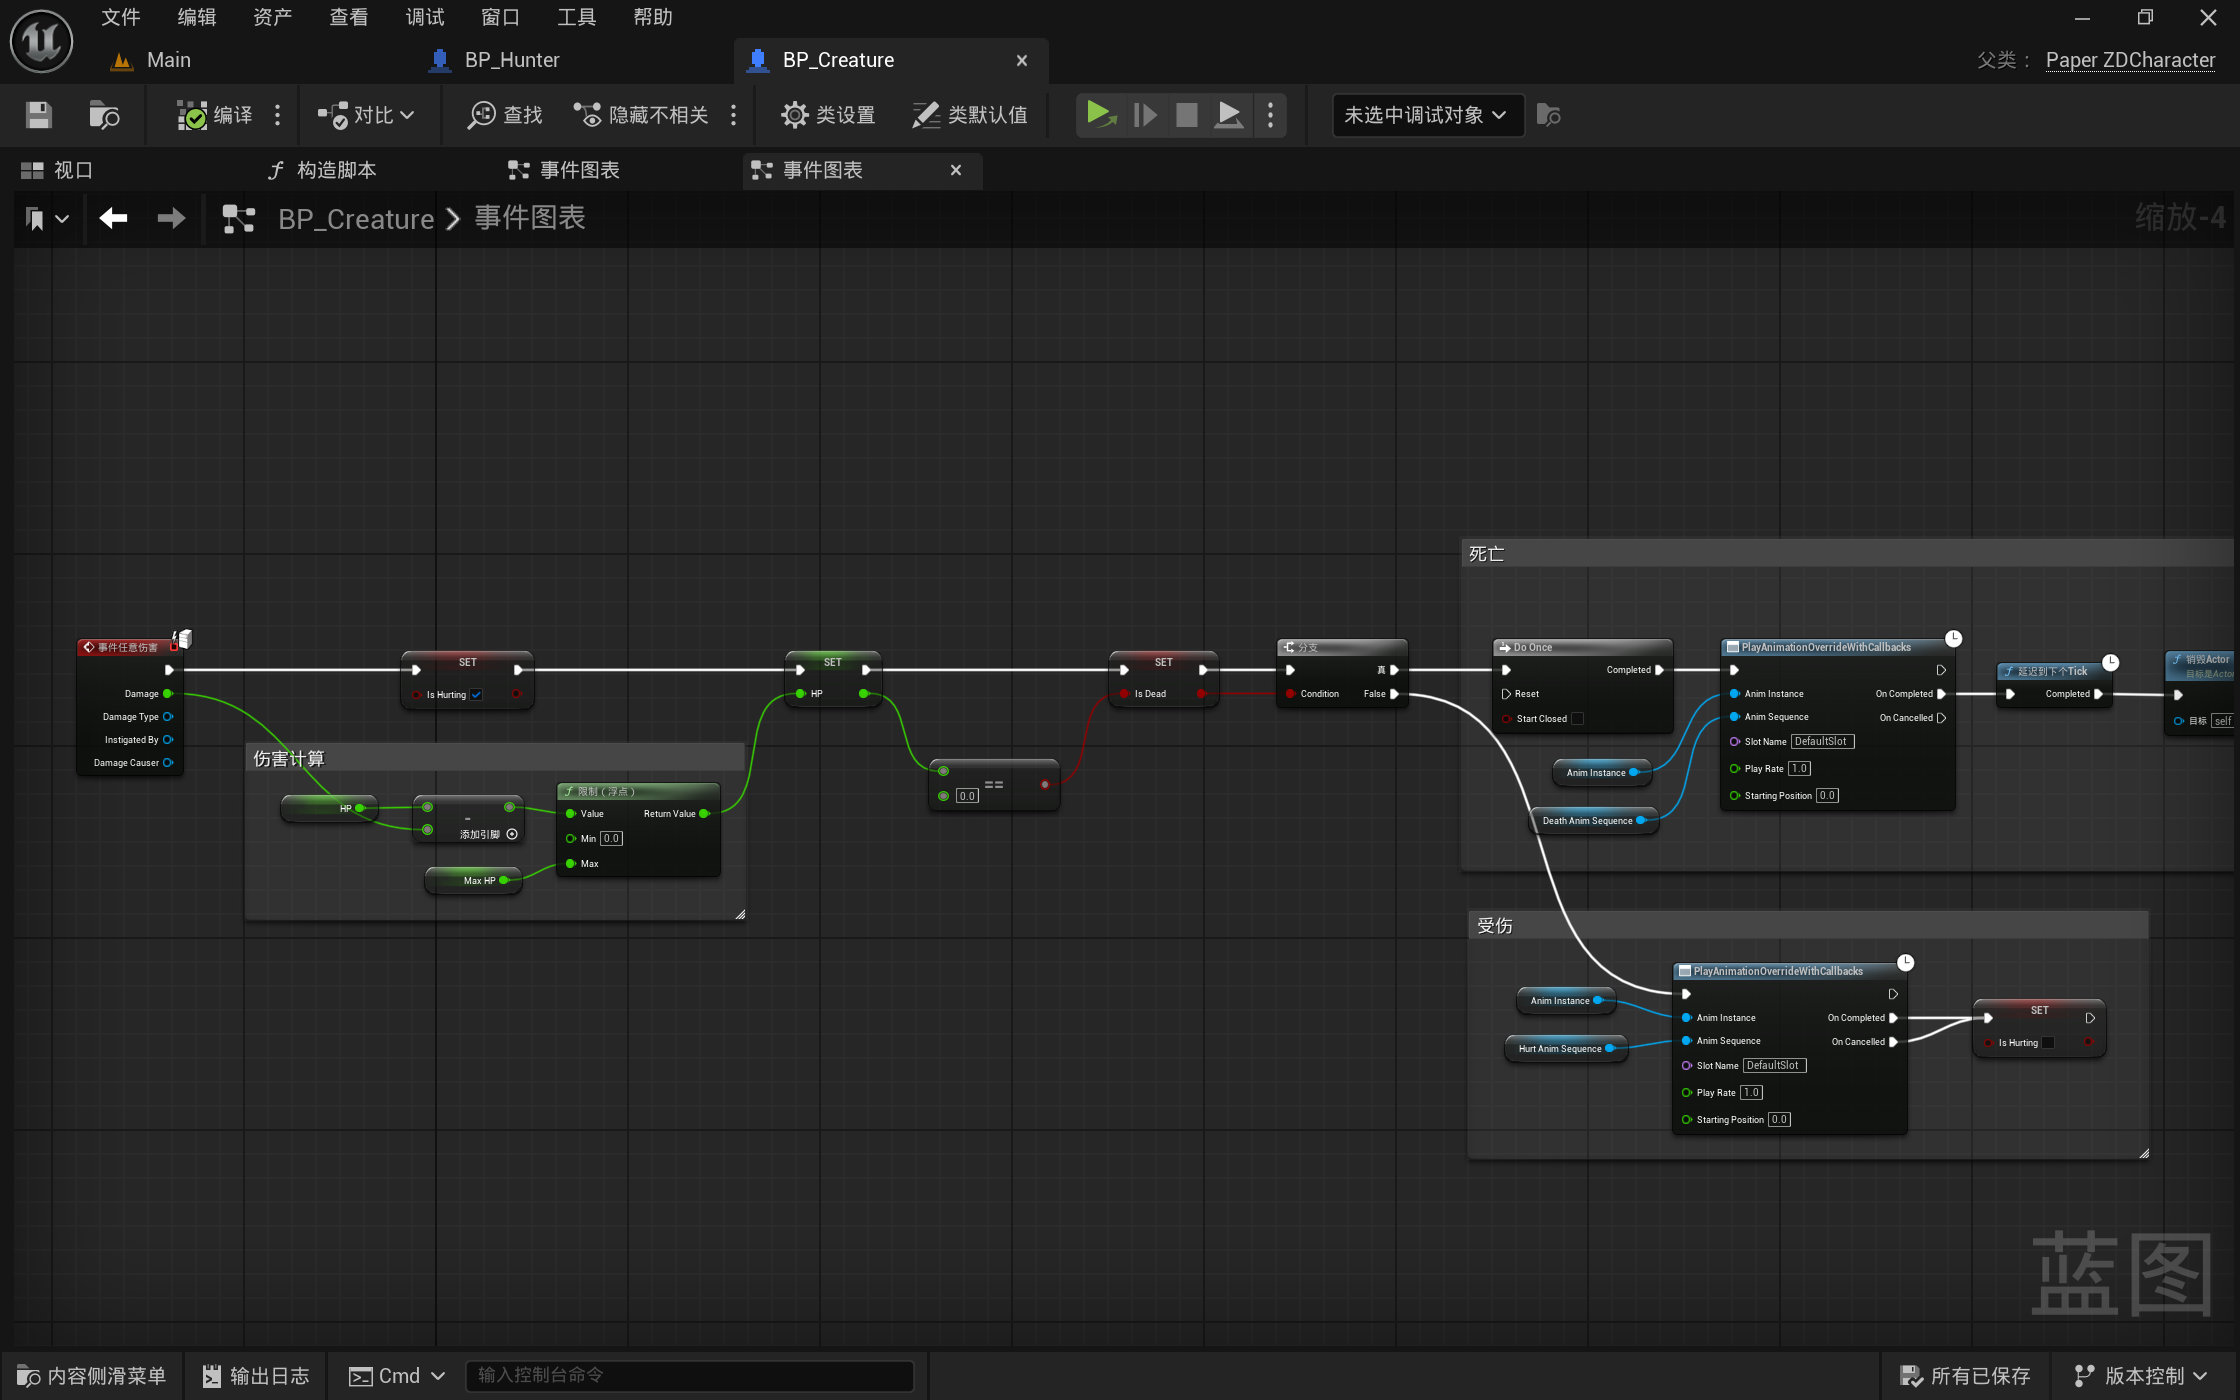 文件 编辑 资产 查看 调试 窗口 工具 帮助
Main BP_Hunter BP_Creature 父类： Paper ZDCharacter
编译 对比 查找 隐藏不相关 类设置 类默认值 未选中调试对象
视口 构造脚本 事件图表 事件图表
BP_Creature 事件图表 缩放-4
死亡
事件任意伤害
Damage
Damage Type
Instigated By
Damage Causer
SET
Is Hurting
伤害计算
HP
-
添加引脚
Max HP
限制（浮点）
Value Return Value
Min 0.0
Max
SET
HP
==
0.0
SET
Is Dead
分支
真
Condition False
Do Once
Completed
Reset
Start Closed
Anim Instance
Death Anim Sequence
PlayAnimationOverrideWithCallbacks
Anim Instance On Completed
Anim Sequence On Cancelled
Slot Name DefaultSlot
Play Rate 1.0
Starting Position 0.0
延迟到下个Tick
Completed
销毁Actor
目标是Actor
目标 self
受伤
Anim Instance
Hurt Anim Sequence
PlayAnimationOverrideWithCallbacks
Anim Instance On Completed
Anim Sequence On Cancelled
Slot Name DefaultSlot
Play Rate 1.0
Starting Position 0.0
SET
Is Hurting
蓝图
内容侧滑菜单 输出日志 Cmd 输入控制台命令 所有已保存 版本控制